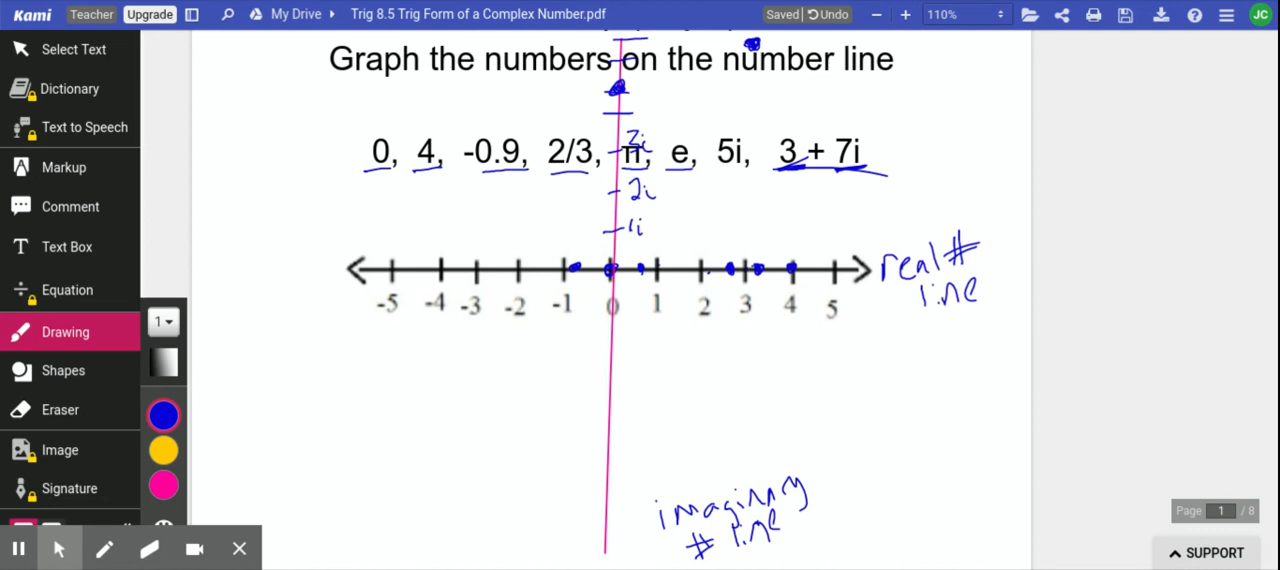 Kami Teacher Upgrade My Drive › Trig 8.5 Trig Form of a Complex Number.pdf Saved Undo − + 110% JC
Select Text
Dictionary
Text to Speech
Markup
Comment
Text Box
Equation
Drawing
Shapes
Eraser
Image
Signature
1
Graph the numbers on the number line
0, 4, -0.9, 2/3, π, e, 5i, 3 + 7i
3i
2i
1i
-5 -4 -3 -2 -1 0 1 2 3 4 5
real #
line
imaginny
# line
Page 1 / 8
SUPPORT